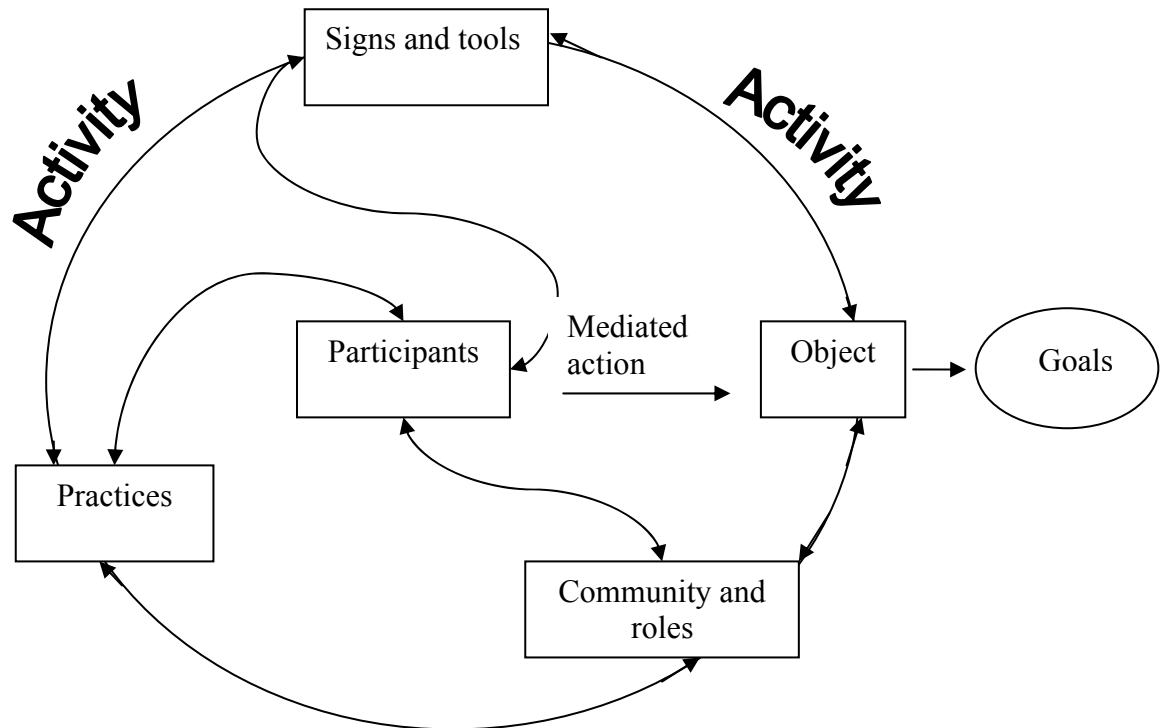 Signs and tools
Activity
Activity
Mediated
action
Participants
Object
Goals
Practices
Community and
roles